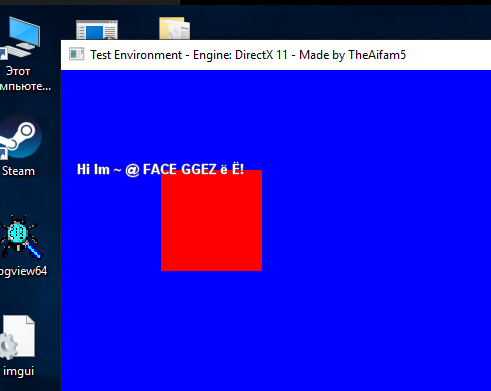 Test Environment - Engine: DirectX 11 - Made by TheAifam5
Этот
мпьюте...
Hi Im ~ @ FACE GGEZ ë Ë!
Steam
ogview64
imgui